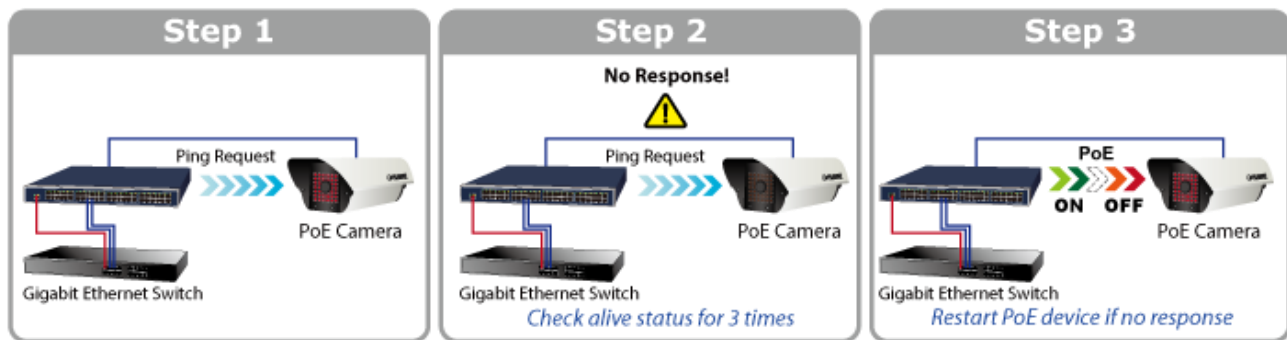 Step 1
Ping Request
PoE Camera
Gigabit Ethernet Switch
Step 2
No Response!
Ping Request
PoE Camera
Gigabit Ethernet Switch
Check alive status for 3 times
Step 3
PoE
ON OFF
PoE Camera
Gigabit Ethernet Switch
Restart PoE device if no response